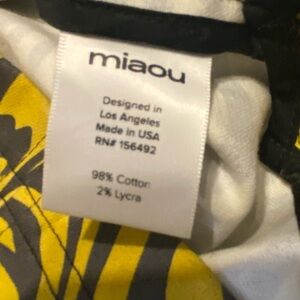 miaou
Designed in
Los Angeles
Made in USA
RN# 156492
98% Cotton
2% Lycra